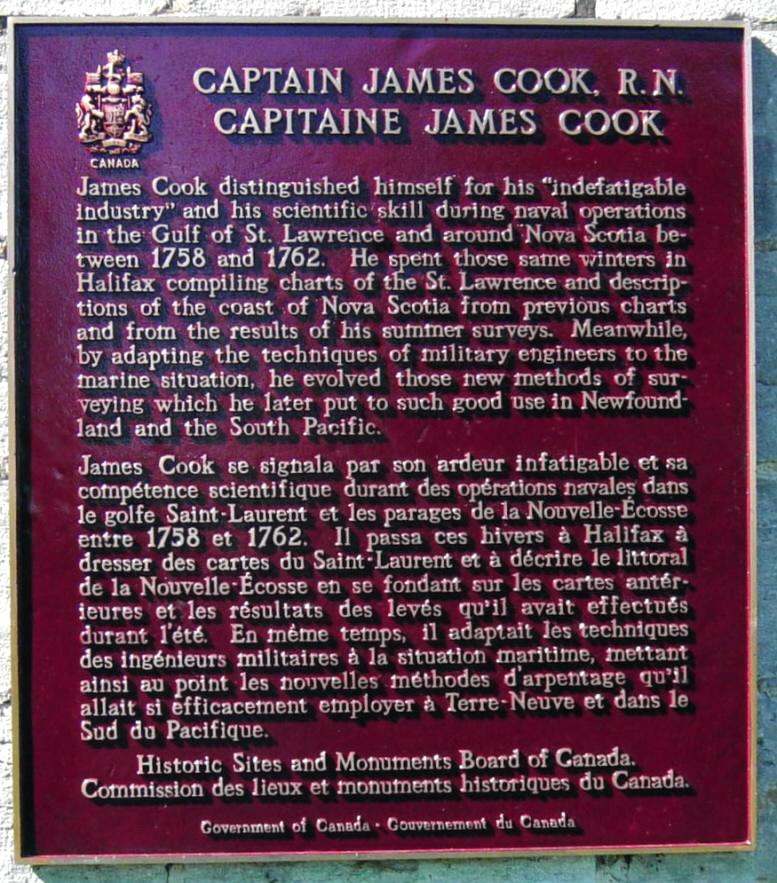 CANADA
CAPTAIN JAMES COOK, R.N.
CAPITAINE JAMES COOK
James Cook distinguished himself for his "indefatigable
industry" and his scientific skill during naval operations
in the Gulf of St. Lawrence and around Nova Scotia be-
tween 1758 and 1762. He spent those same winters in
Halifax compiling charts of the St. Lawrence and descrip-
tions of the coast of Nova Scotia from previous charts
and from the results of his summer surveys. Meanwhile,
by adapting the techniques of military engineers to the
marine situation, he evolved those new methods of sur-
veying which he later put to such good use in Newfound-
land and the South Pacific.
James Cook se signala par son ardeur infatigable et sa
compétence scientifique durant des opérations navales dans
le golfe Saint-Laurent et les parages de la Nouvelle-Écosse
entre 1758 et 1762. Il passa ces hivers à Halifax à
dresser des cartes du Saint-Laurent et à décrire le littoral
de la Nouvelle-Écosse en se fondant sur les cartes antér-
ieures et les résultats des levés qu'il avait effectués
durant l'été. En même temps, il adaptait les techniques
des ingénieurs militaires à la situation maritime, mettant
ainsi au point les nouvelles méthodes d'arpentage qu'il
allait si efficacement employer à Terre-Neuve et dans le
Sud du Pacifique.
Historic Sites and Monuments Board of Canada.
Commission des lieux et monuments historiques du Canada.
Government of Canada - Gouvernement du Canada